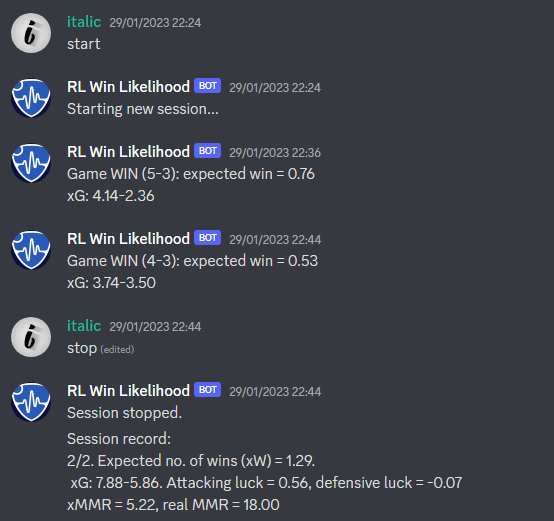 italic 29/01/2023 22:24
start
RL Win Likelihood BOT 29/01/2023 22:24
Starting new session...
RL Win Likelihood BOT 29/01/2023 22:36
Game WIN (5-3): expected win = 0.76
xG: 4.14-2.36
RL Win Likelihood BOT 29/01/2023 22:44
Game WIN (4-3): expected win = 0.53
xG: 3.74-3.50
italic 29/01/2023 22:44
stop (edited)
RL Win Likelihood BOT 29/01/2023 22:44
Session stopped.
Session record:
2/2. Expected no. of wins (xW) = 1.29.
xG: 7.88-5.86. Attacking luck = 0.56, defensive luck = -0.07
xMMR = 5.22, real MMR = 18.00